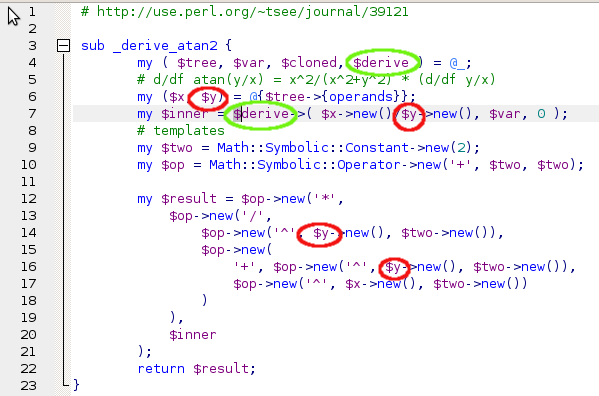 1 # http://use.perl.org/~tsee/journal/39121
2
3 sub _derive_atan2 {
4 my ( $tree, $var, $cloned, $derive ) = @_;
5 # d/df atan(y/x) = x^2/(x^2+y^2) * (d/df y/x)
6 my ($x, $y) = @{$tree->{operands}};
7 my $inner = $derive->( $x->new(), $y->new(), $var, 0 );
8 # templates
9 my $two = Math::Symbolic::Constant->new(2);
10 my $op = Math::Symbolic::Operator->new('+', $two, $two);
11
12 my $result = $op->new('*',
13 $op->new('/',
14 $op->new('^', $y->new(), $two->new()),
15 $op->new(
16 '+', $op->new('^', $y->new(), $two->new()),
17 $op->new('^', $x->new(), $two->new())
18 )
19 ),
20 $inner
21 );
22 return $result;
23 }